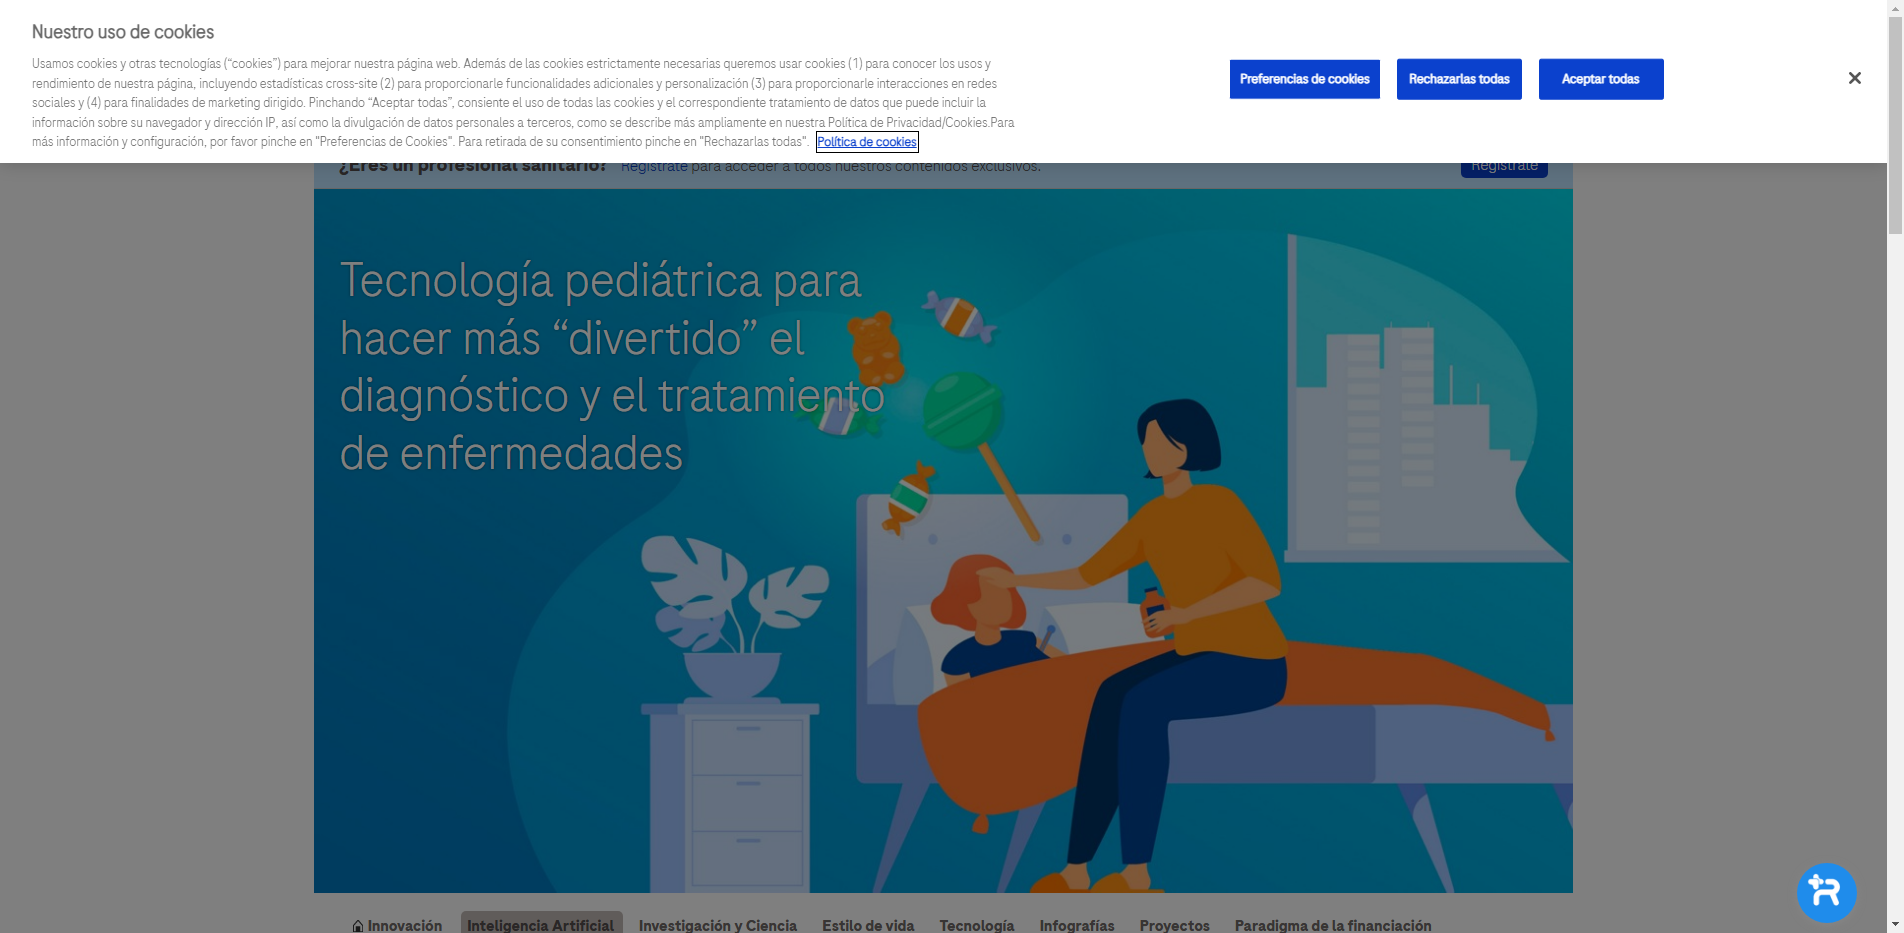 Nuestro uso de cookies
Usamos cookies y otras tecnologías (“cookies”) para mejorar nuestra página web. Además de las cookies estrictamente necesarias queremos usar cookies (1) para conocer los usos y
rendimiento de nuestra página, incluyendo estadísticas cross-site (2) para proporcionarle funcionalidades adicionales y personalización (3) para proporcionarle interacciones en redes
sociales y (4) para finalidades de marketing dirigido. Pinchando “Aceptar todas”, consiente el uso de todas las cookies y el correspondiente tratamiento de datos que puede incluir la
información sobre su navegador y dirección IP, así como la divulgación de datos personales a terceros, como se describe más ampliamente en nuestra Política de Privacidad/Cookies.Para
más información y configuración, por favor pinche en "Preferencias de Cookies". Para retirada de su consentimiento pinche en "Rechazarlas todas". Política de cookies
Preferencias de cookies
Rechazarlas todas
Aceptar todas
¿Eres un profesional sanitario? Regístrate para acceder a todos nuestros contenidos exclusivos.
Regístrate
Tecnología pediátrica para
hacer más “divertido” el
diagnóstico y el tratamiento
de enfermedades
Innovación Inteligencia Artificial Investigación y Ciencia Estilo de vida Tecnología Infografías Proyectos Paradigma de la financiación